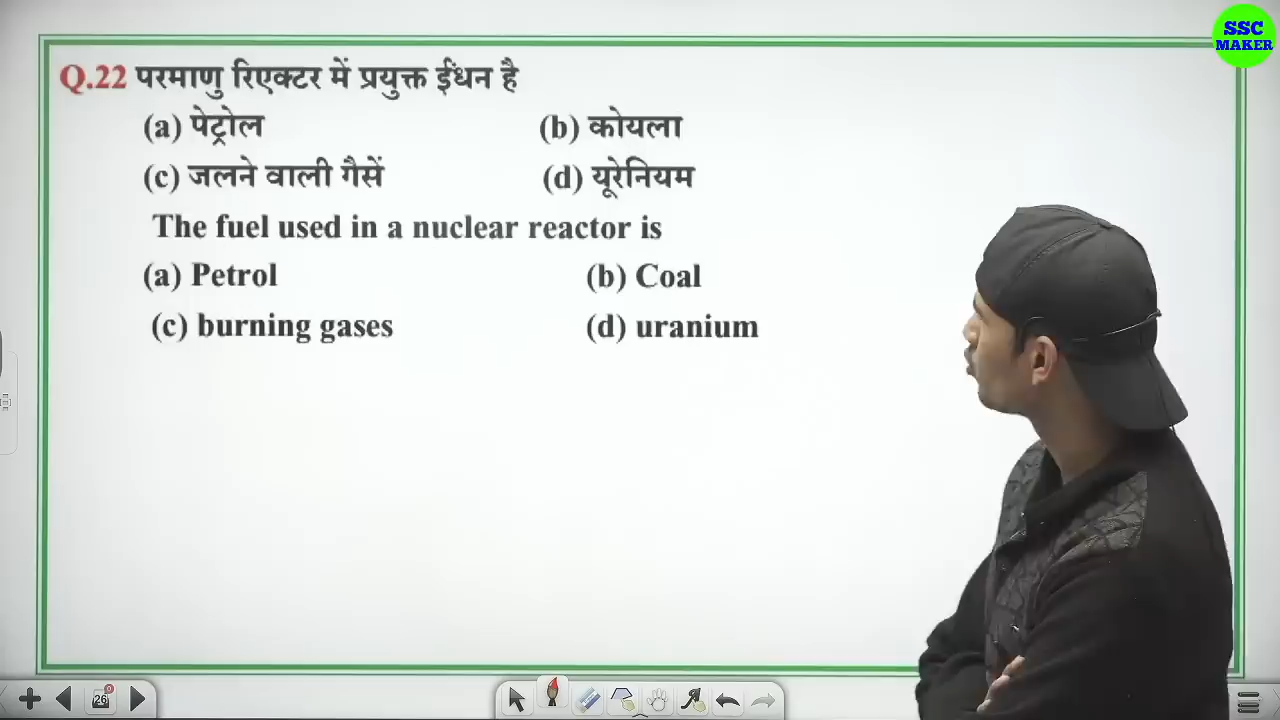 SSC
MAKER
Q.22 परमाणु रिएक्टर में प्रयुक्त ईंधन है
(a) पेट्रोल (b) कोयला
(c) जलने वाली गैसें (d) यूरेनियम
The fuel used in a nuclear reactor is
(a) Petrol (b) Coal
(c) burning gases (d) uranium
26